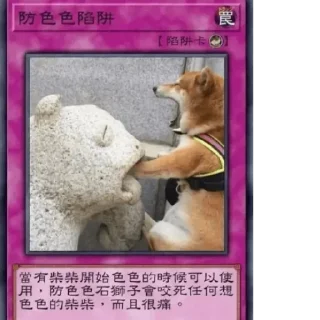 防色色陷阱
罠
【陷阱卡】
當有柴柴開始色色的時候可以使
用，防色色石獅子會咬死任何想
色色的柴柴，而且很痛。